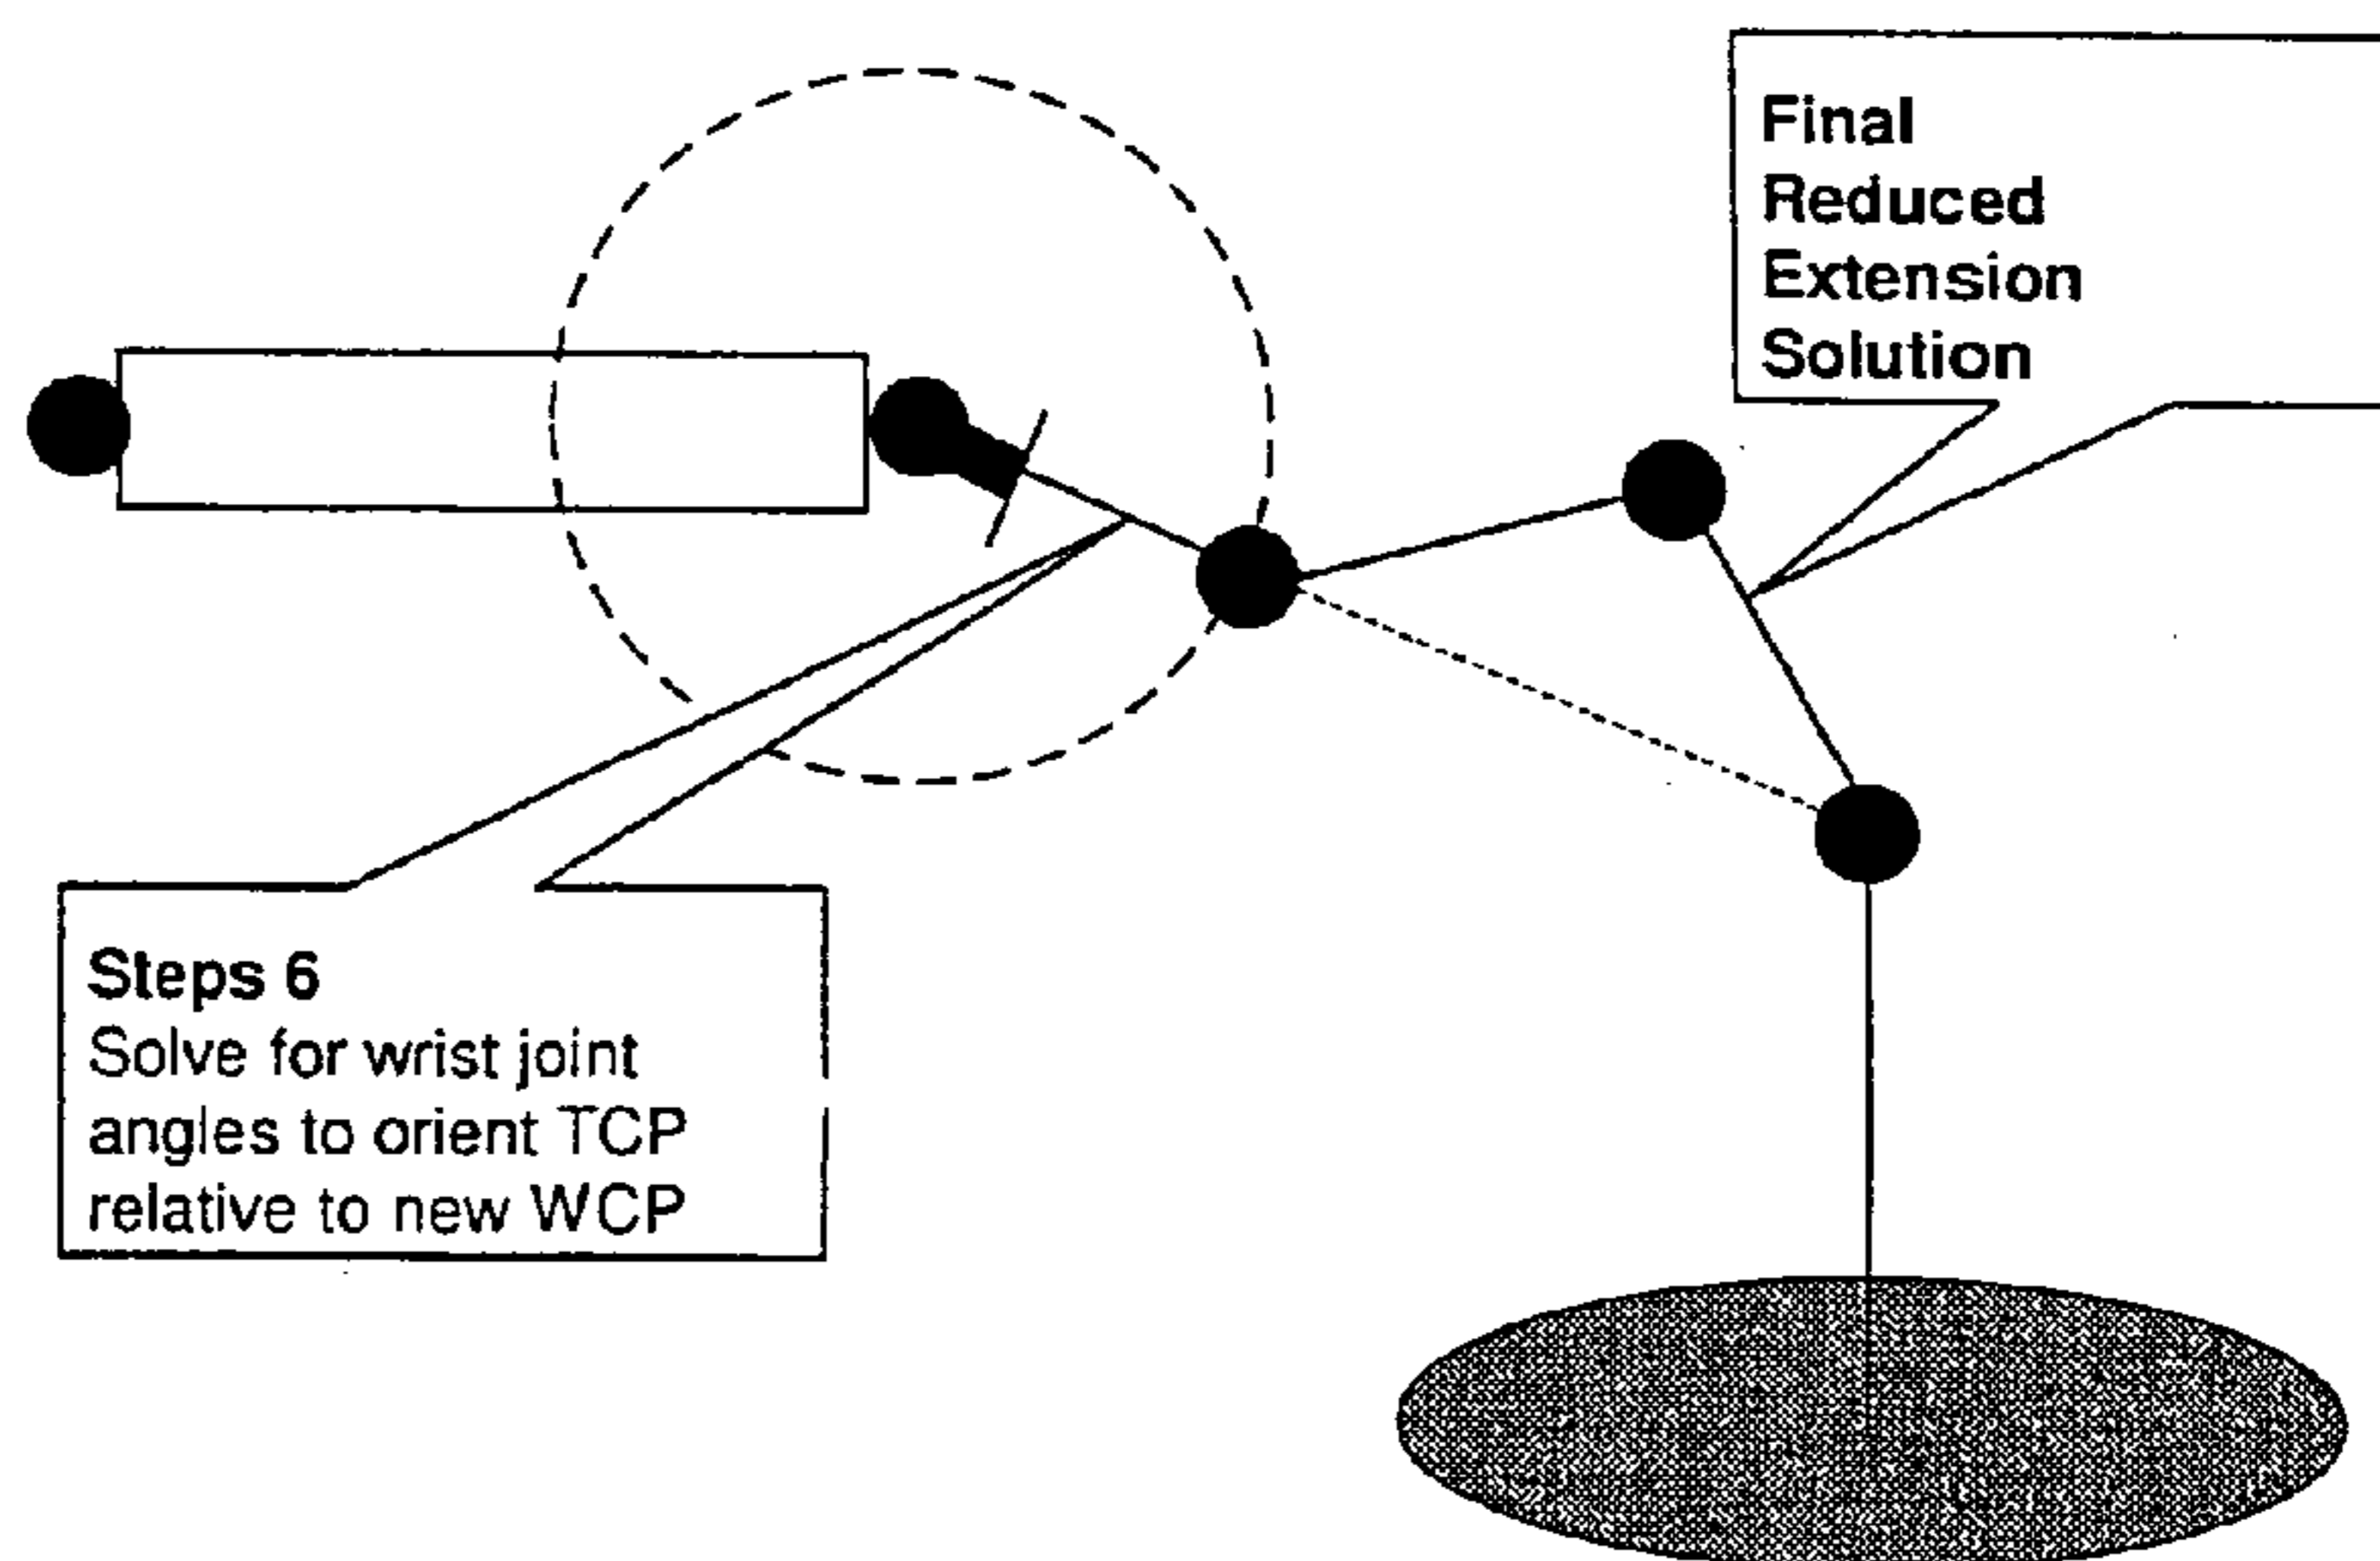 Final
Reduced
Extension
Solution
Steps 6
Solve for wrist joint
angles to orient TCP
relative to new WCP